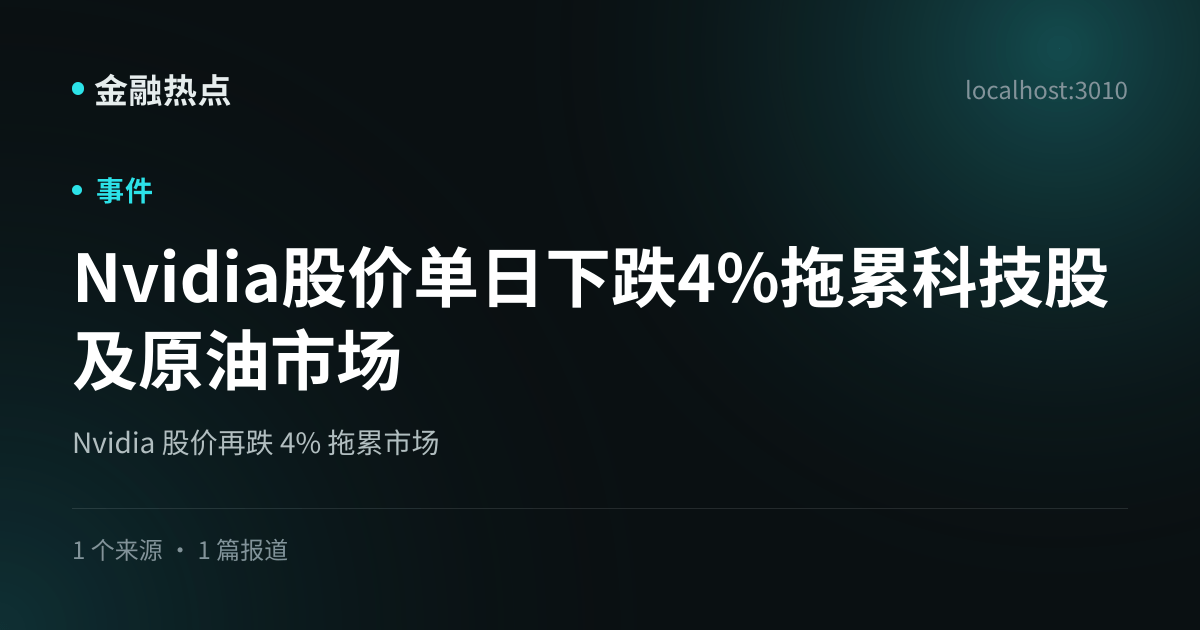 金融热点
localhost:3010
事件
Nvidia股价单日下跌4%拖累科技股
及原油市场
Nvidia 股价再跌 4% 拖累市场
1 个来源 · 1 篇报道